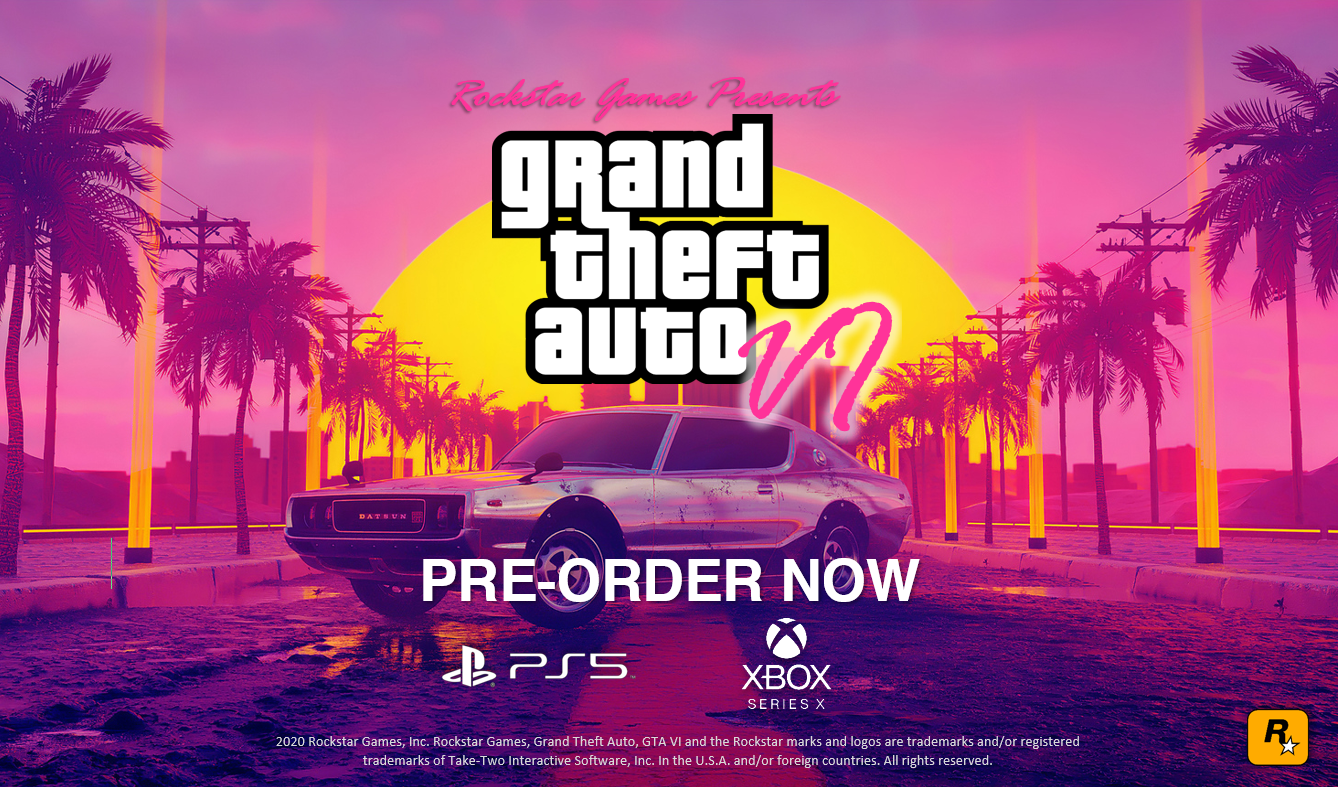 Rockstar Games Presents
grand
theft
auto VI
DATSUN
PRE-ORDER NOW
PS5™
XBOX
SERIES X
2020 Rockstar Games, Inc. Rockstar Games, Grand Theft Auto, GTA VI and the Rockstar marks and logos are trademarks and/or registered
trademarks of Take-Two Interactive Software, Inc. In the U.S.A. and/or foreign countries. All rights reserved.
R